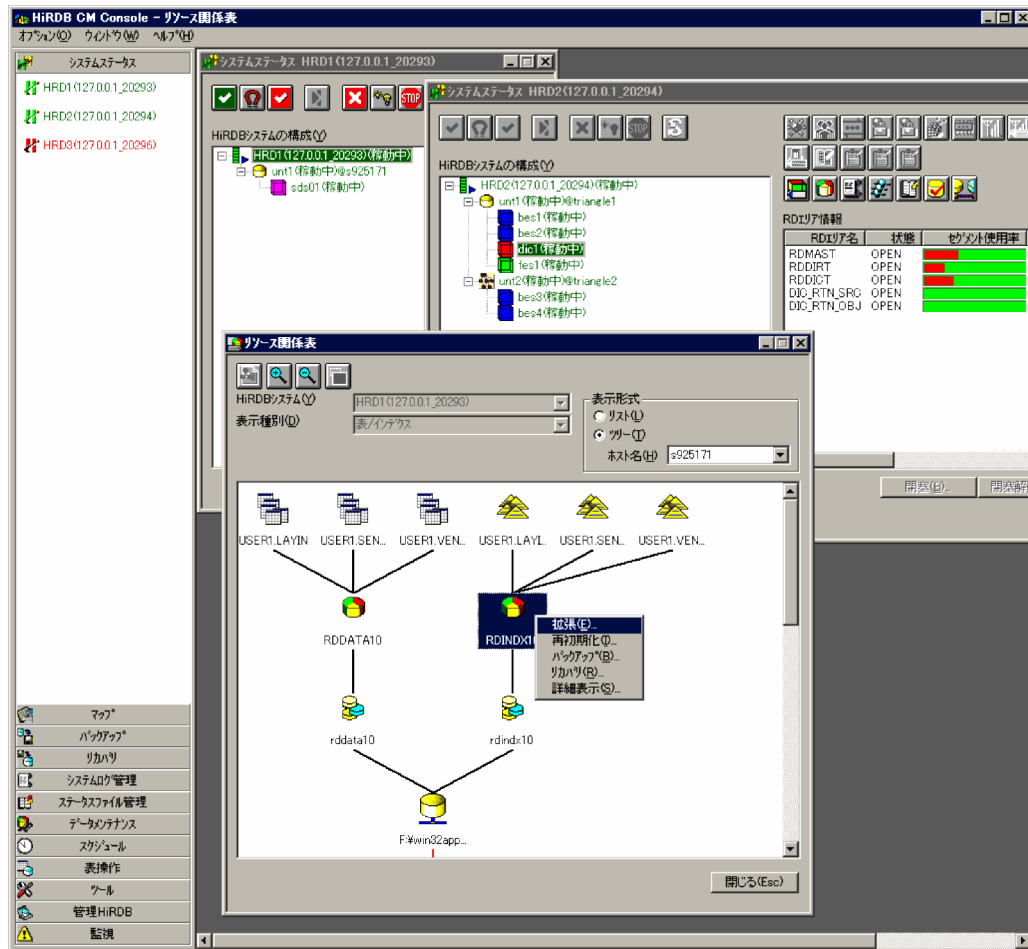 HiRDB CM Console - リソース関係表
オプション(O) ウィンドウ(W) ヘルプ(H)
システムステータス
HRD1(127.0.0.1_20293)
HRD2(127.0.0.1_20294)
HRD3(127.0.0.1_20296)
マップ
バックアップ
リカバリ
システムログ管理
ステータスファイル管理
データメンテナンス
スケジュール
表操作
ツール
管理HiRDB
監視
システムステータス HRD1(127.0.0.1_20293)
STOP
HiRDBシステムの構成(Y)
HRD1(127.0.0.1_20293)(稼動中)
unt1(稼動中)@s925171
sds01(稼動中)
システムステータス HRD2(127.0.0.1_20294)
STOP
HiRDBシステムの構成(Y)
HRD2(127.0.0.1_20294)(稼動中)
unt1(稼動中)@triangle1
bes1(稼動中)
bes2(稼動中)
dic1(稼動中)
fes1(稼動中)
unt2(稼動中)@triangle2
bes3(稼動中)
bes4(稼動中)
RDエリア情報
RDエリア名 状態 セグメント使用率
RDMAST OPEN
RDDIRT OPEN
RDDICT OPEN
DIC_RTN_SRC OPEN
DIC_RTN_OBJ OPEN
閉塞(B)... 閉塞解
リソース関係表
HiRDBシステム(Y) HRD1(127.0.0.1_20293)
表示種別(D) 表/インデクス
表示形式
リスト(L)
ツリー(T)
ホスト名(H) s925171
USER1.LAYIN USER1.SEN... USER1.VEN... USER1.LAYI... USER1.SEN... USER1.VEN...
RDDATA10 RDINDX10
拡張(E)...
再初期化(I)...
バックアップ(B)...
リカバリ(R)...
詳細表示(S)...
rddata10 rdindx10
F:¥win32app...
閉じる(Esc)